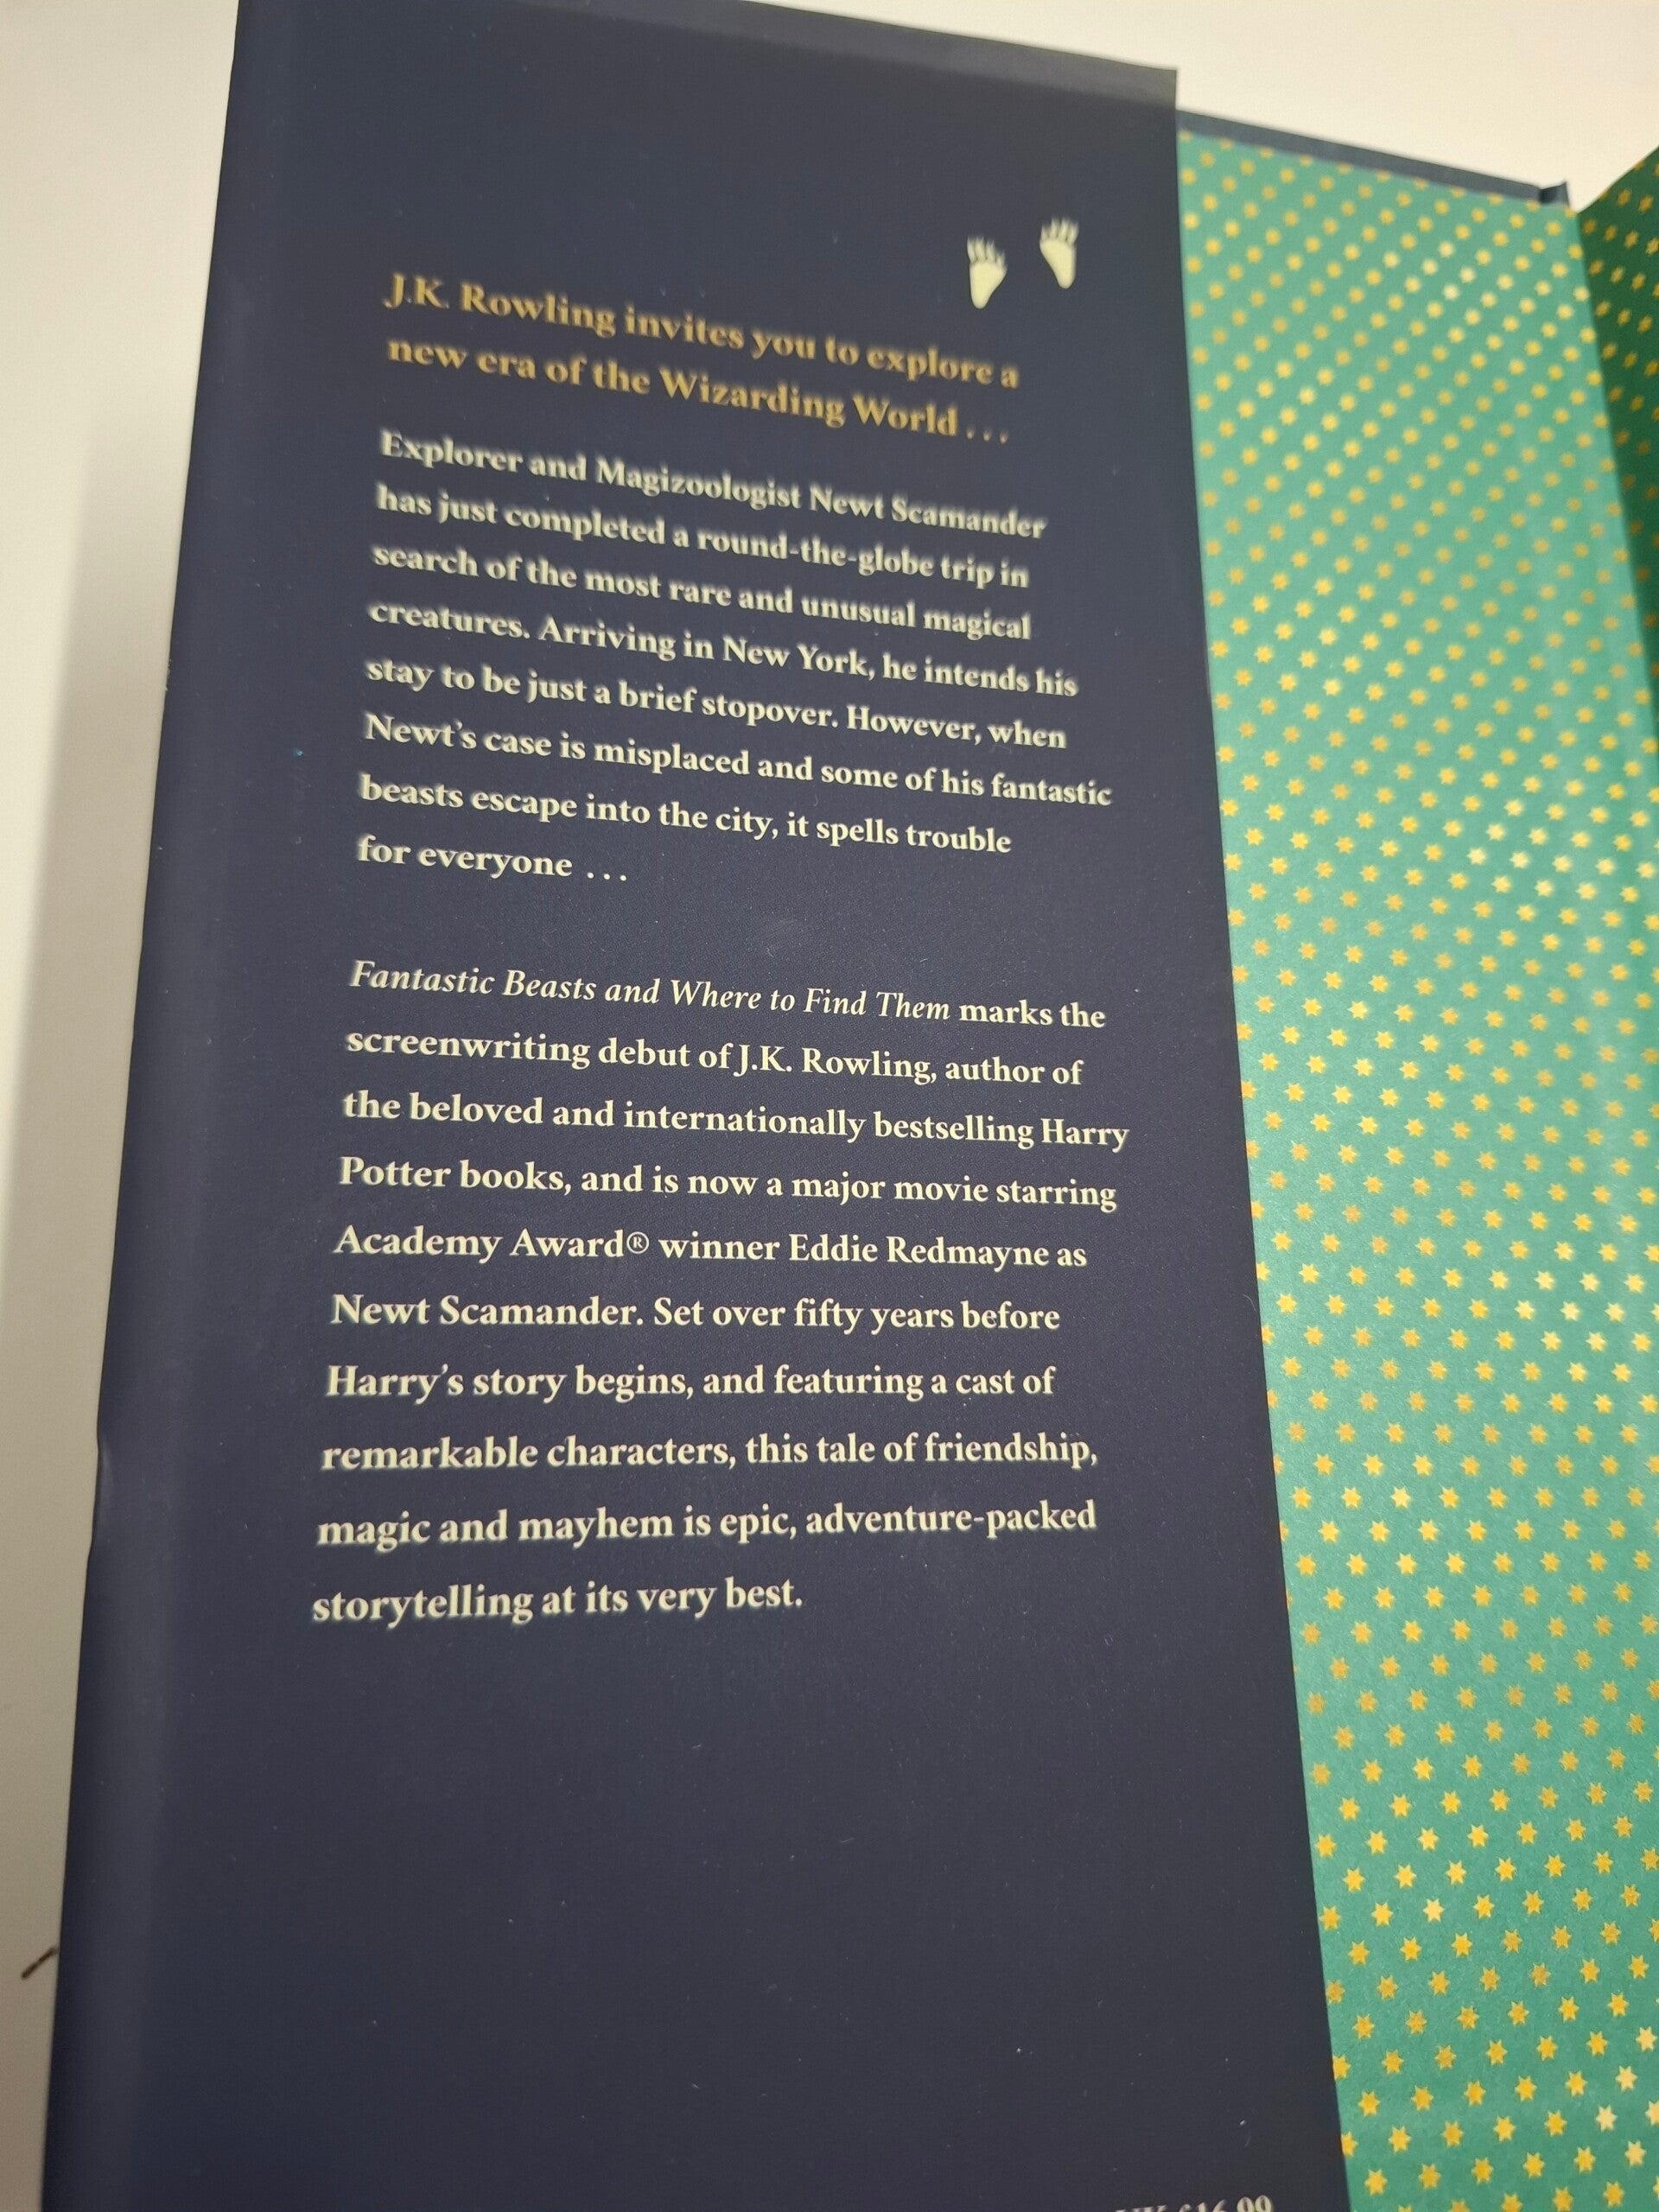 J.K. Rowling invites you to explore a
new era of the Wizarding World . . .
Explorer and Magizoologist Newt Scamander
has just completed a round-the-globe trip in
search of the most rare and unusual magical
creatures. Arriving in New York, he intends his
stay to be just a brief stopover. However, when
Newt’s case is misplaced and some of his fantastic
beasts escape into the city, it spells trouble
for everyone . . .
Fantastic Beasts and Where to Find Them marks the
screenwriting debut of J.K. Rowling, author of
the beloved and internationally bestselling Harry
Potter books, and is now a major movie starring
Academy Award® winner Eddie Redmayne as
Newt Scamander. Set over fifty years before
Harry’s story begins, and featuring a cast of
remarkable characters, this tale of friendship,
magic and mayhem is epic, adventure-packed
storytelling at its very best.
£16.99